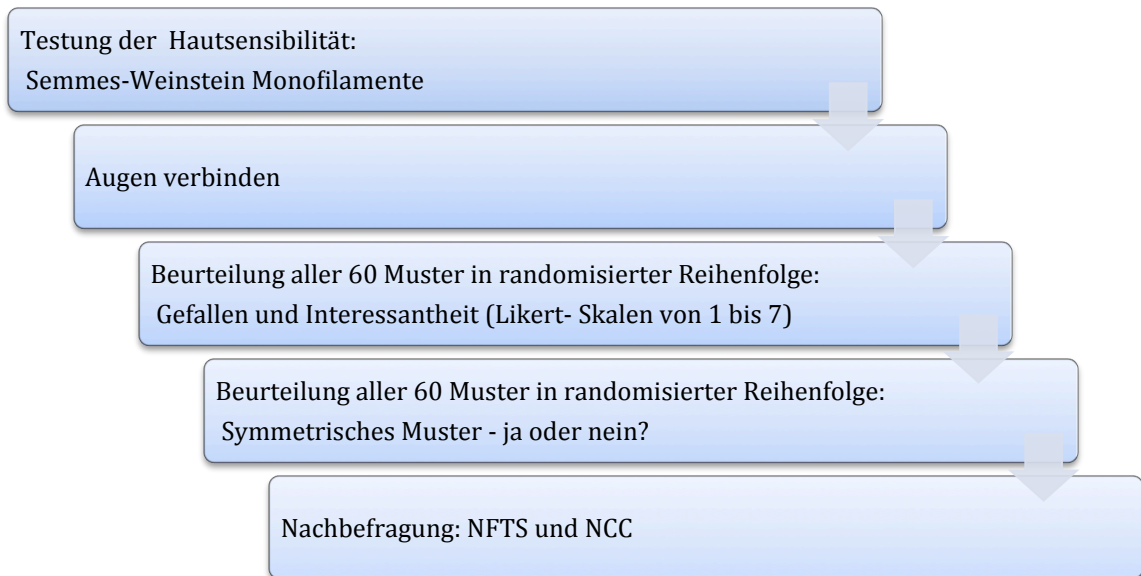 Testung der Hautsensibilität:
Semmes-Weinstein Monofilamente
Augen verbinden
Beurteilung aller 60 Muster in randomisierter Reihenfolge:
Gefallen und Interessantheit (Likert- Skalen von 1 bis 7)
Beurteilung aller 60 Muster in randomisierter Reihenfolge:
Symmetrisches Muster - ja oder nein?
Nachbefragung: NFTS und NCC